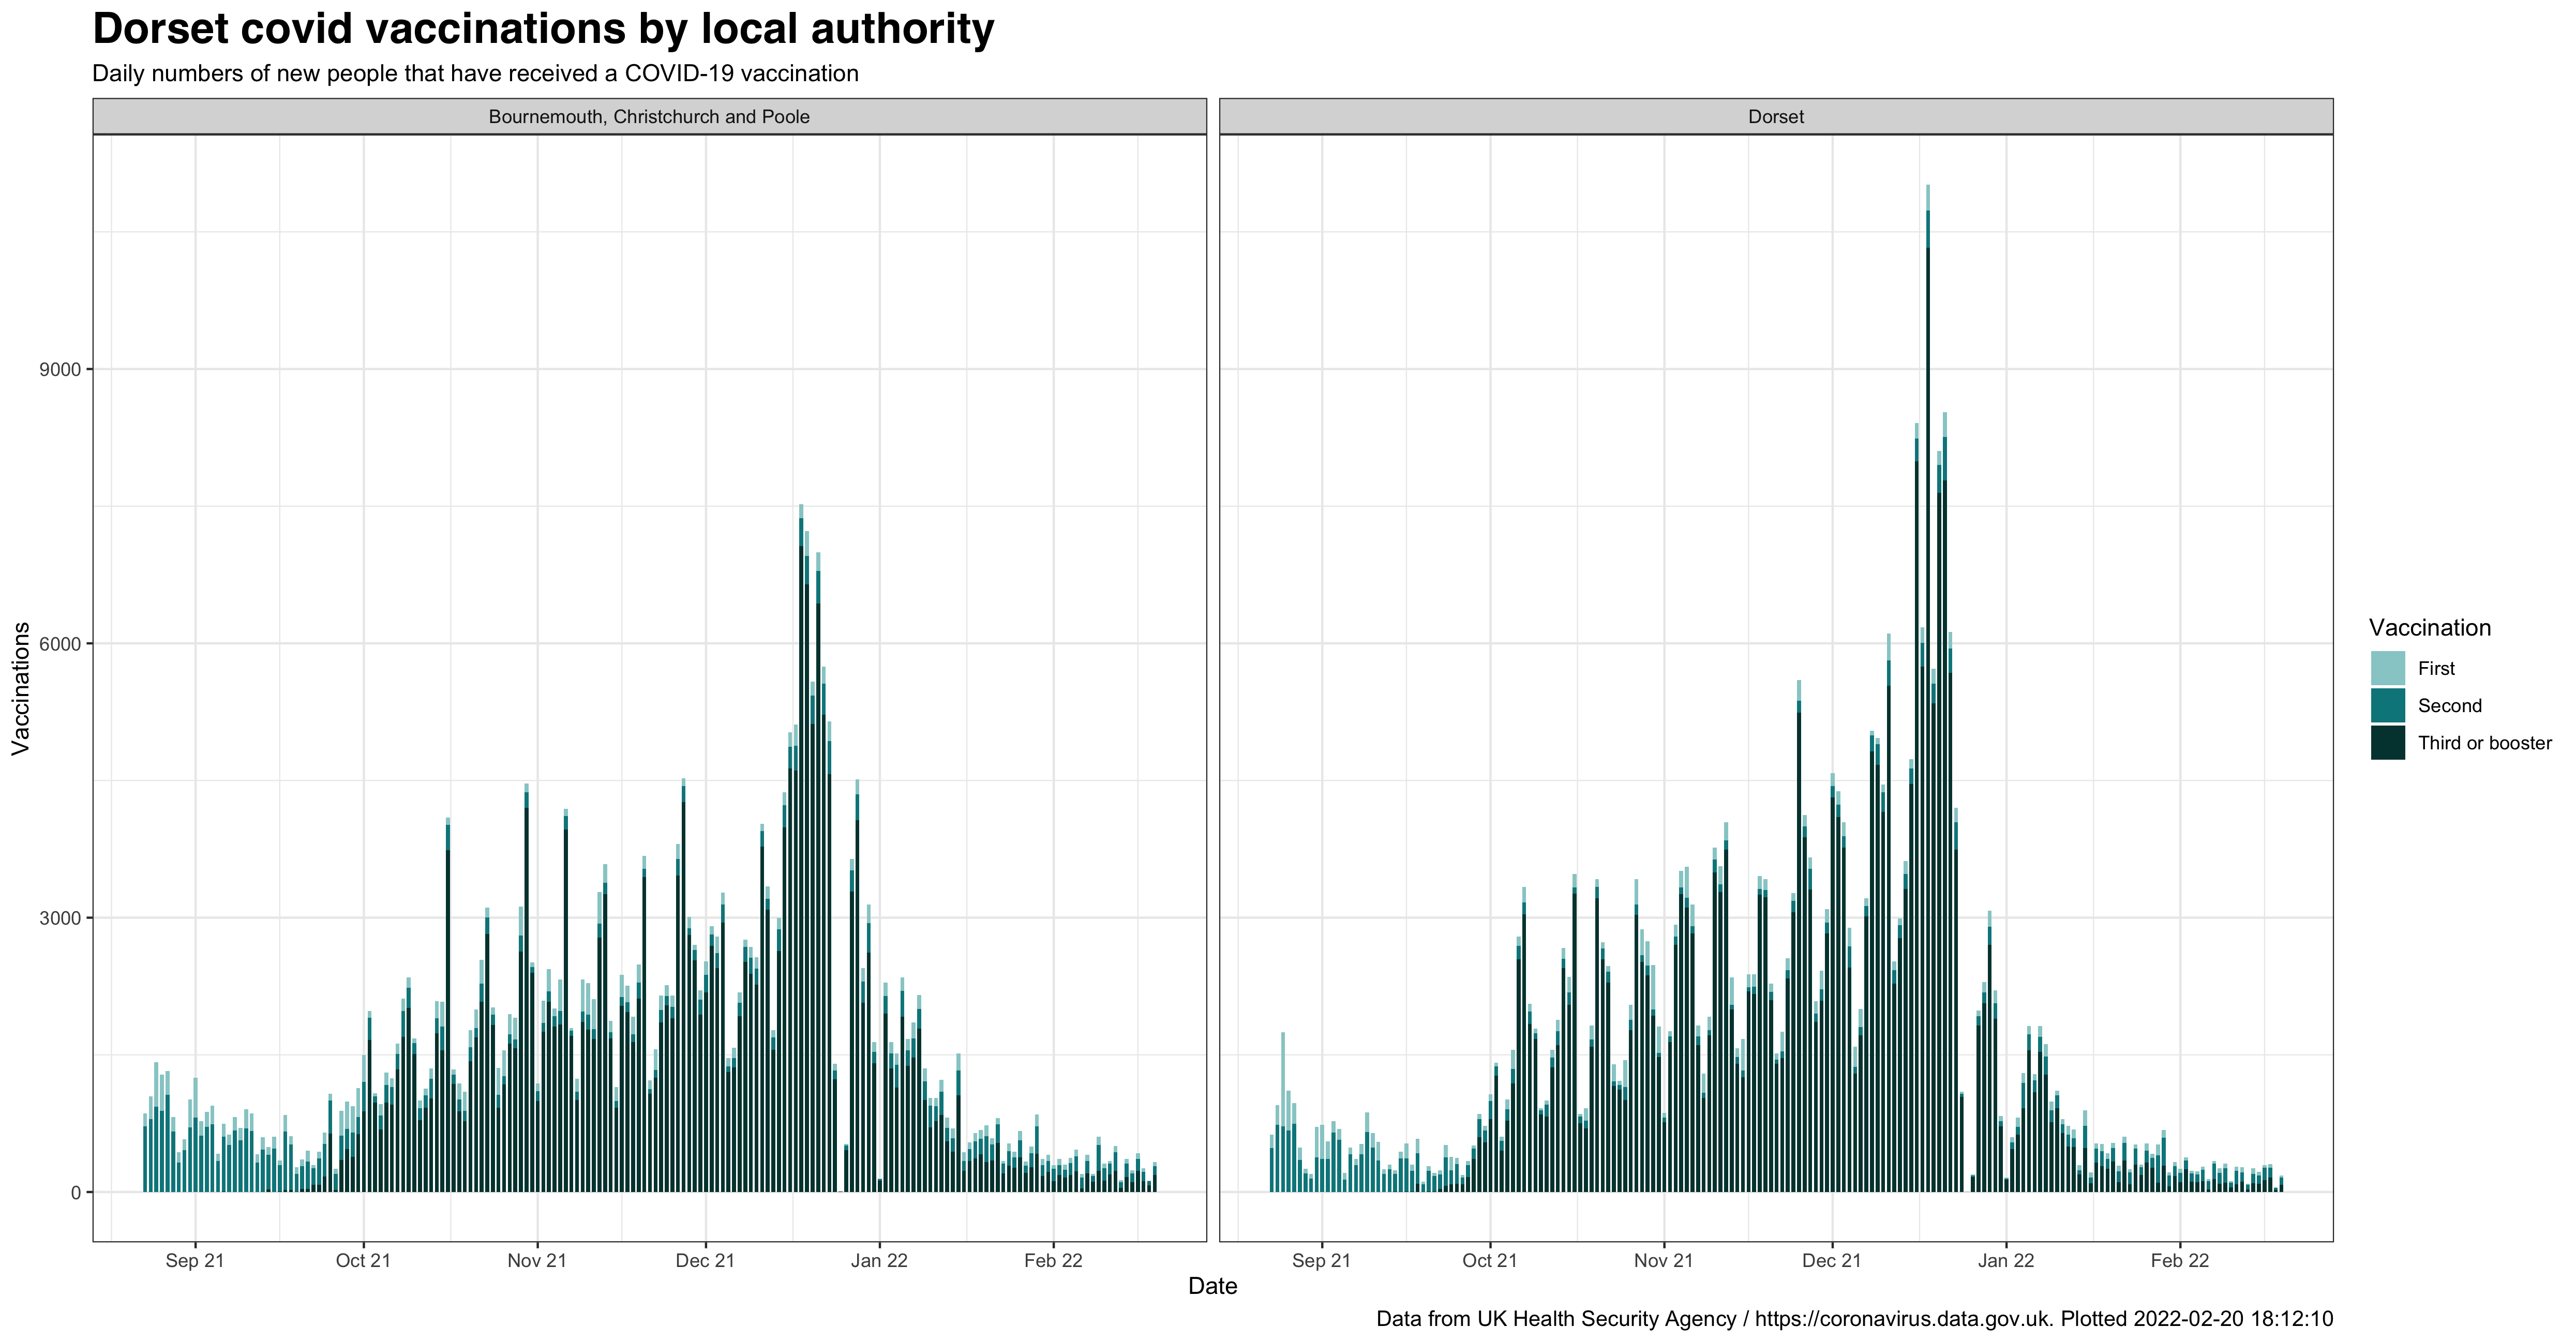 Dorset covid vaccinations by local authority
Daily numbers of new people that have received a COVID-19 vaccination
Bournemouth, Christchurch and Poole
Dorset
Vaccinations
9000
6000
3000
0
Sep 21 Oct 21 Nov 21 Dec 21 Jan 22 Feb 22
Sep 21 Oct 21 Nov 21 Dec 21 Jan 22 Feb 22
Date
Vaccination
First
Second
Third or booster
Data from UK Health Security Agency / https://coronavirus.data.gov.uk. Plotted 2022-02-20 18:12:10